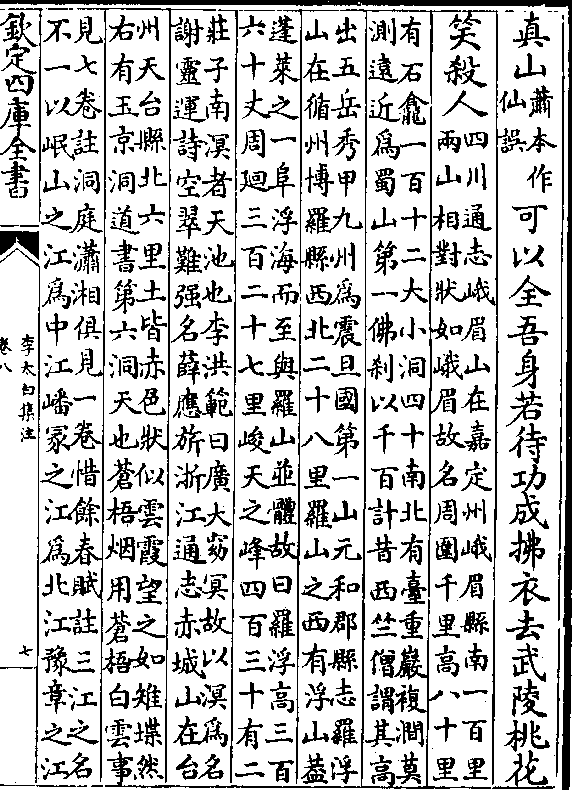 真山蕭本作仙誤可以全吾身若待功成拂衣去武陵桃花
笑殺人四川通志峨眉山在嘉定州峨眉縣南一百里
兩山相對狀如峨眉故名周圍千里高八十里
有石龕一百十二大小洞四十南北有臺重巖複澗莫
測遠近爲蜀山第一佛刹以千百計昔西竺僧謂其高
出五岳秀甲九州爲震旦國第一山元和郡縣志羅浮
山在循州博羅縣西北二十八里羅山之西有浮山葢
蓬萊之一阜浮海而至與羅山並體故曰羅浮高三百
六十丈周廻三百二十七里峻天之峰四百三十有二
莊子南溟者天池也李洪範曰廣大窈冥故以溟爲名
謝靈運詩空翠難强名薛應旂浙江通志赤城山在台
州天台縣北六里土皆赤色狀似雲霞望之如雉堞然
右有玉京洞道書第六洞天也蒼梧烟用蒼梧白雲事
見七卷註洞庭瀟湘俱見一卷惜餘春賦註三江之名
不一以岷山之江爲中江嶓冢之江爲北江豫章之江
欽定四庫全書
李太白集注
卷八
七